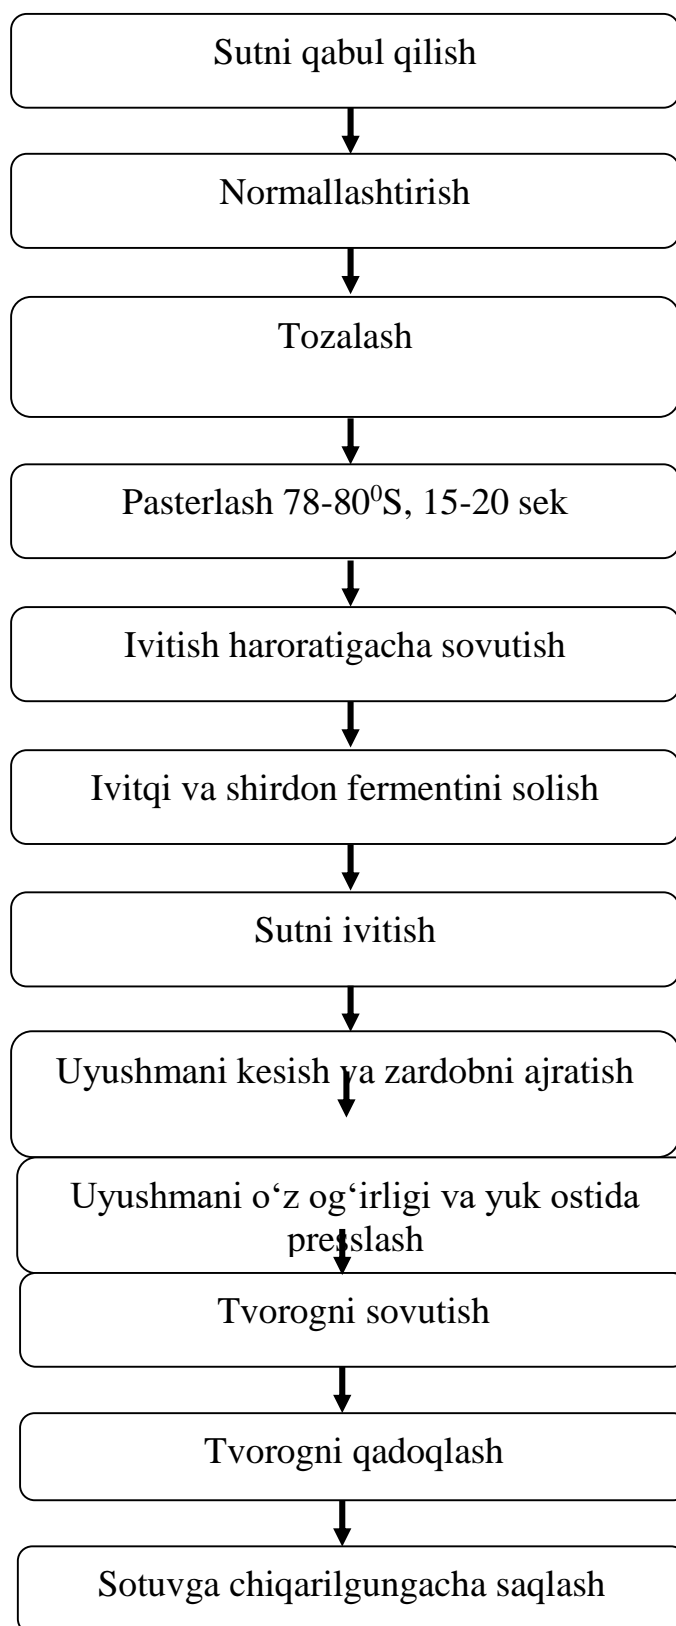 Sutni qabul qilish
Normallashtirish
Tozalash
Pasterlash 78-80⁰S, 15-20 sek
Ivitish haroratigacha sovutish
Ivitqi va shirdon fermentini solish
Sutni ivitish
Uyushmani kesish va zardobni ajratish
Uyushmani o‘z og‘irligi va yuk ostida
presslash
Tvorogni sovutish
Tvorogni qadoqlash
Sotuvga chiqarilgungacha saqlash